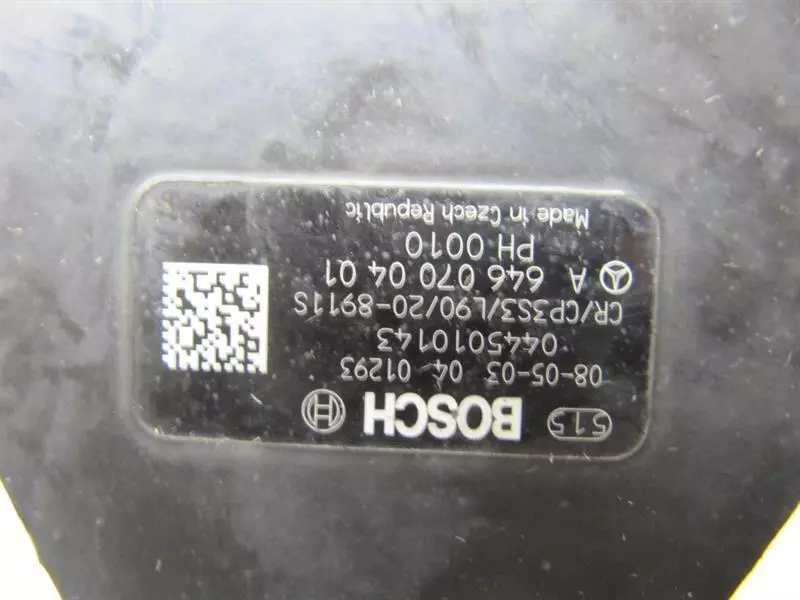 515 BOSCH
08-05-03 04 01293
0445010143
CR/CP3S3/L90/20-8911S
A 646 070 04 01
PH 0010
Made in Czech Republic